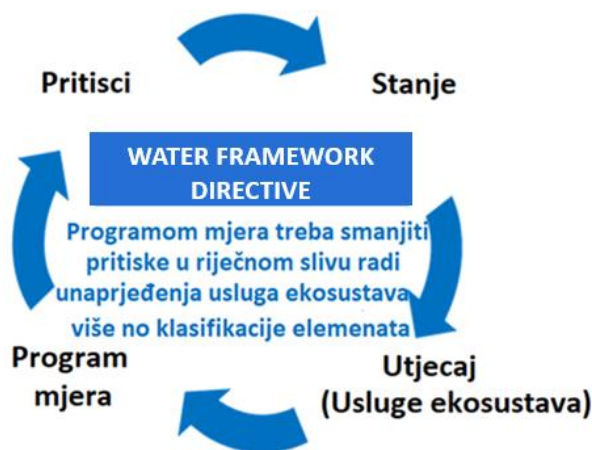 Pritisci
Stanje
WATER FRAMEWORK
DIRECTIVE
Programom mjera treba smanjiti
pritiske u riječnom slivu radi
unaprjeđenja usluga ekosustava
više no klasifikacije elemenata
Program
mjera
Utjecaj
(Usluge ekosustava)